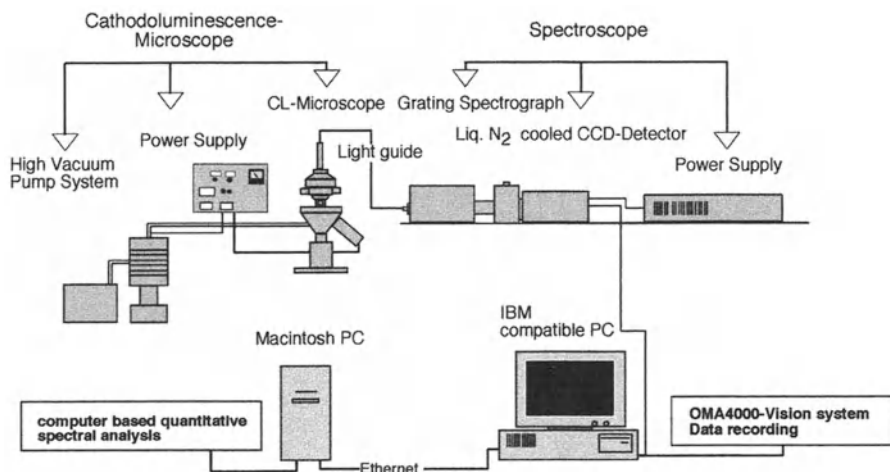 Cathodoluminescence-
Microscope
Spectroscope
CL-Microscope
Grating Spectrograph
Power Supply
Light guide
Liq. N2 cooled CCD-Detector
High Vacuum
Pump System
Power Supply
Macintosh PC
IBM
compatible PC
computer based quantitative
spectral analysis
OMA4000-Vision system
Data recording
Ethernet